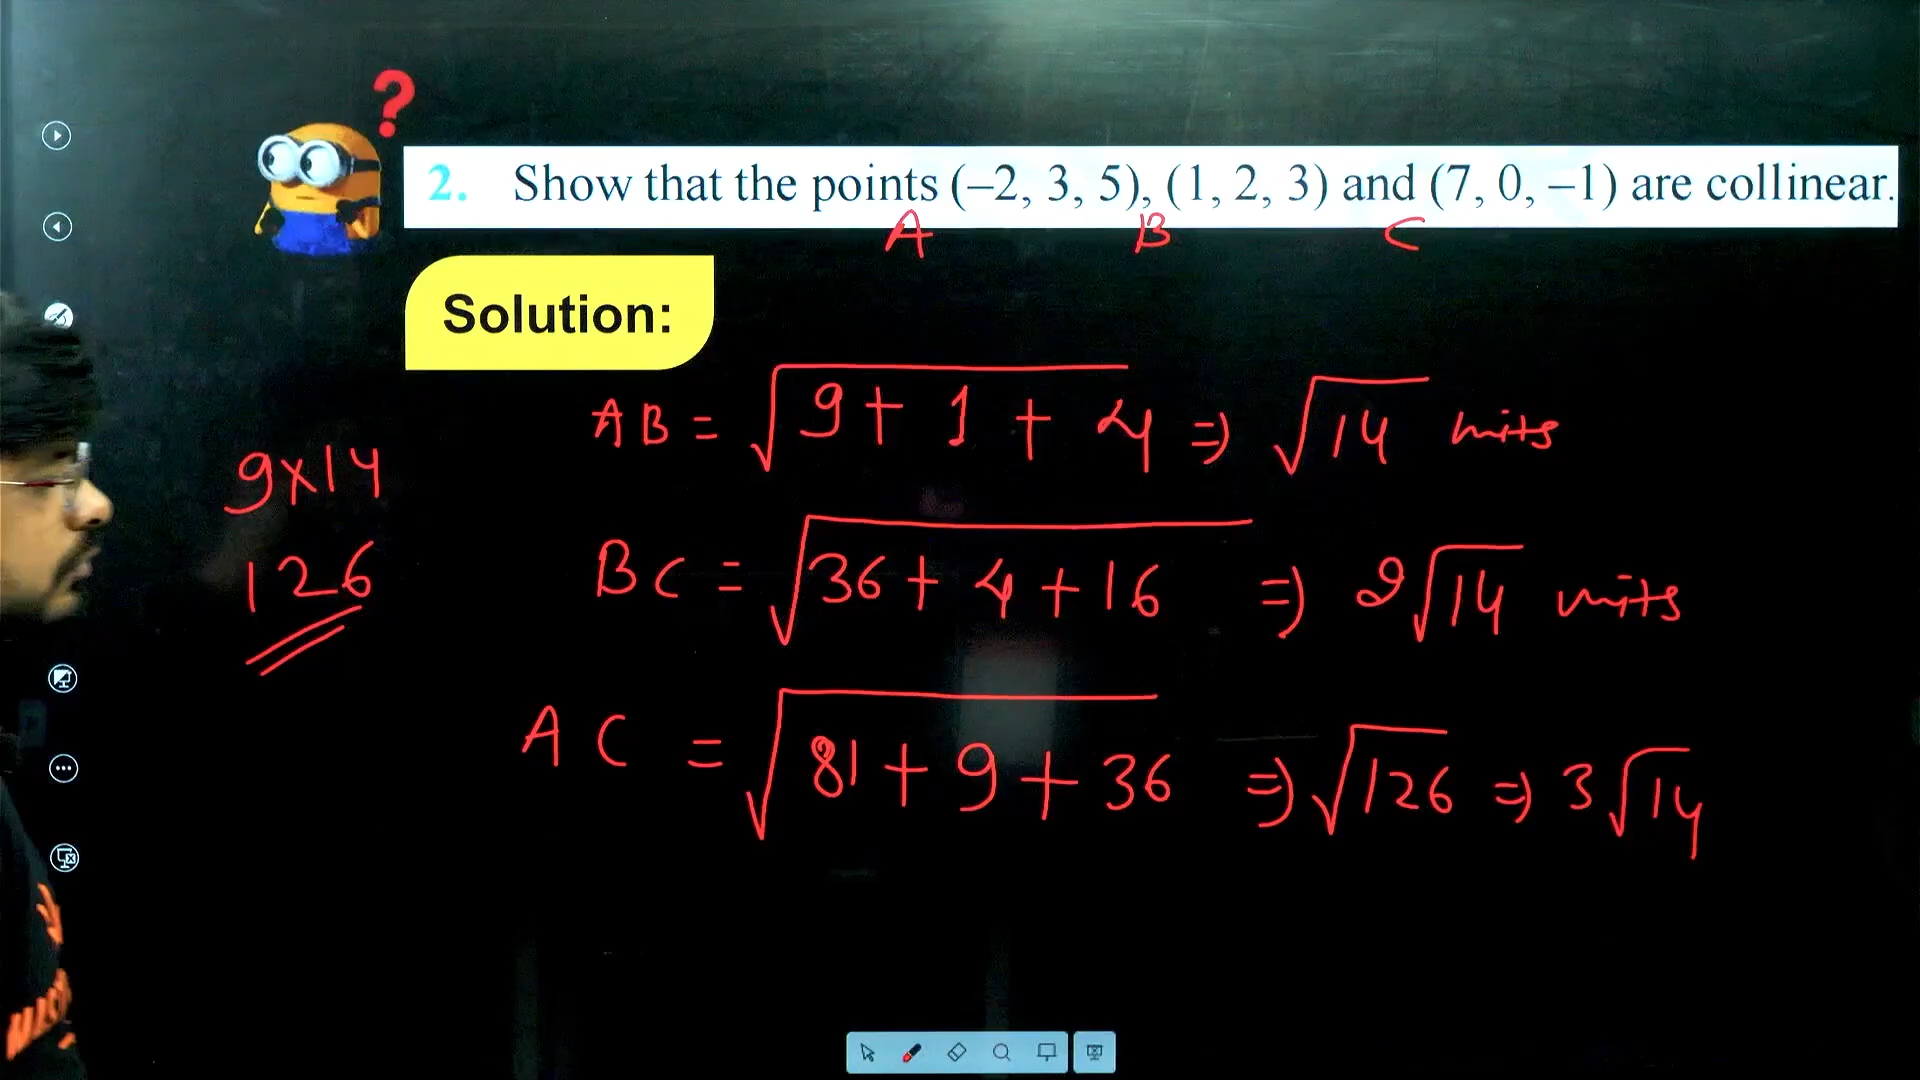 ?
2. Show that the points (–2, 3, 5), (1, 2, 3) and (7, 0, –1) are collinear.
A B C
Solution:
AB = √9 + 1 + 4 ⇒ √14 units
9x14
126
BC = √36 + 4 + 16 ⇒ 2√14 units
AC = √81 + 9 + 36 ⇒ √126 ⇒ 3√14